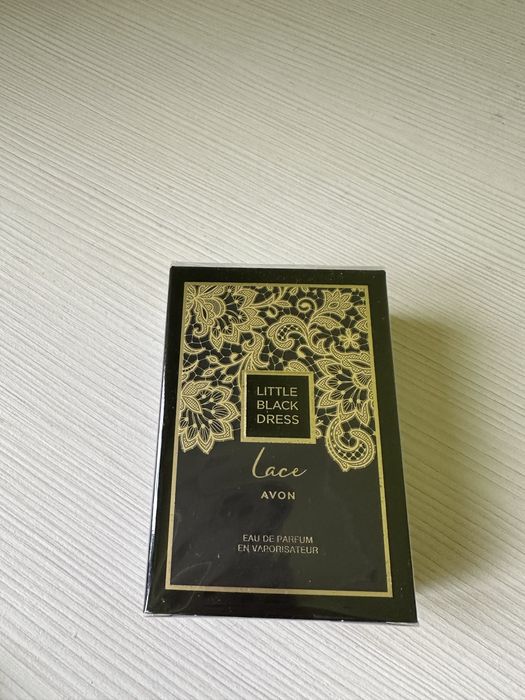 LITTLE
BLACK
DRESS
Lace
AVON
EAU DE PARFUM
EN VAPORISATEUR